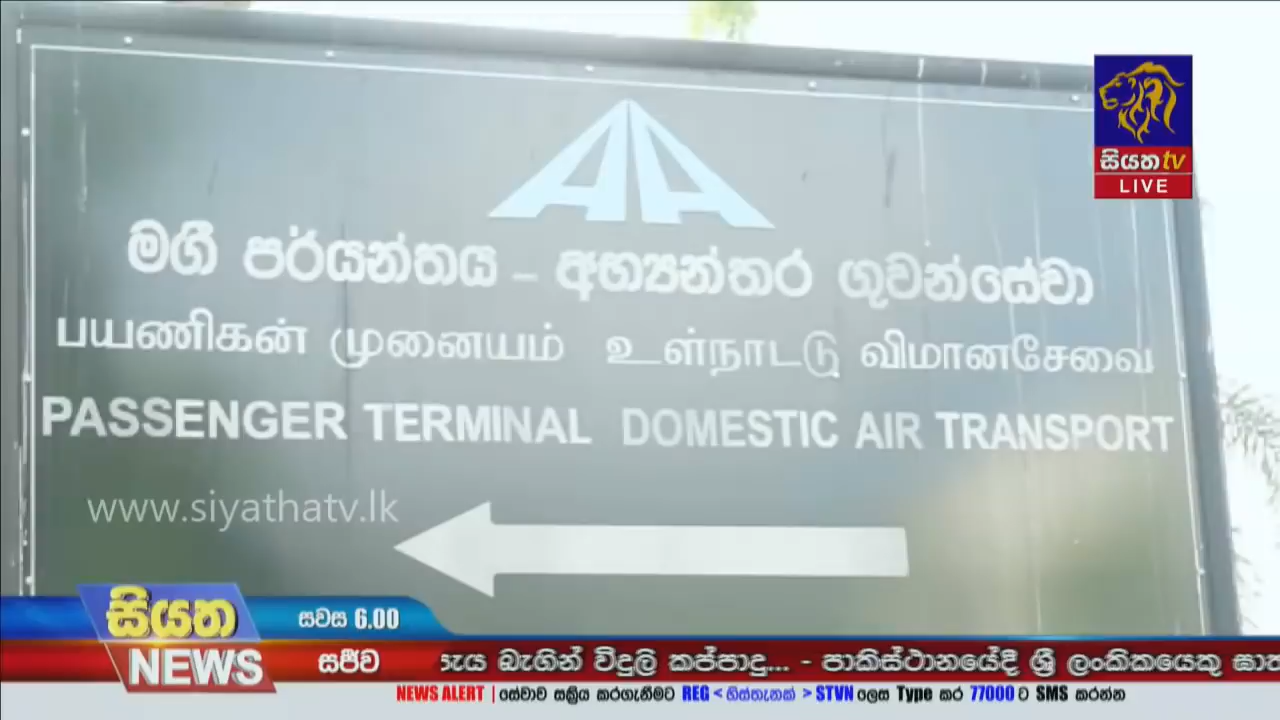 සියත tv
LIVE
මගී පර්යන්තය - අභ්‍යන්තර ගුවන්සේවා
பயணிகள் முனையம் உள்நாட்டு விமானசேவை
PASSENGER TERMINAL DOMESTIC AIR TRANSPORT
www.siyathatv.lk
සියත
NEWS
සවස 6.00
සජීව
බැගින් විදුලි කප්පාදු... - පාකිස්ථානයේදී ශ්‍රී ලංකිකයෙකු
NEWS ALERT | සේවාව සක්‍රීය කරගැනීමට REG < හිස්තැනක් > STVN ලෙස Type කර 77000 ට SMS කරන්න